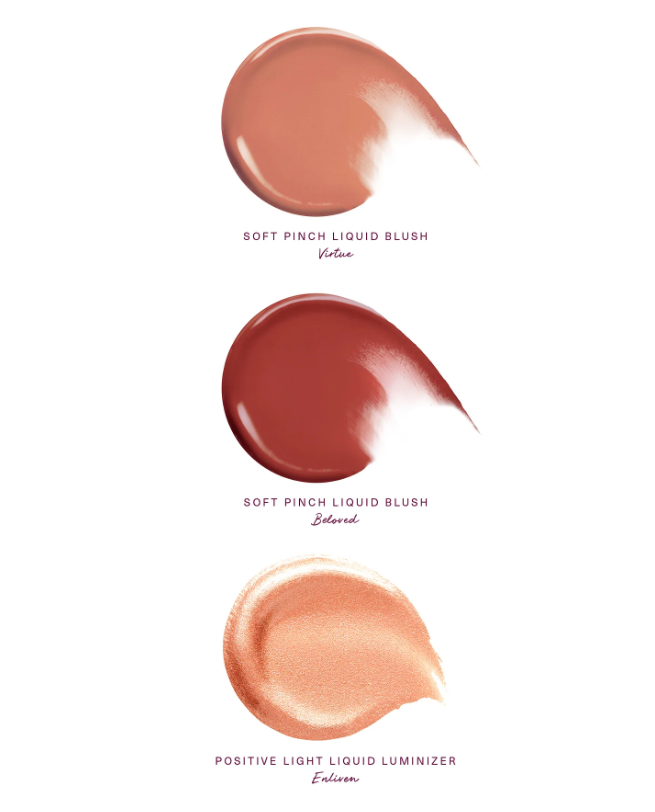 SOFT PINCH LIQUID BLUSH
Virtue
SOFT PINCH LIQUID BLUSH
Beloved
POSITIVE LIGHT LIQUID LUMINIZER
Enliven